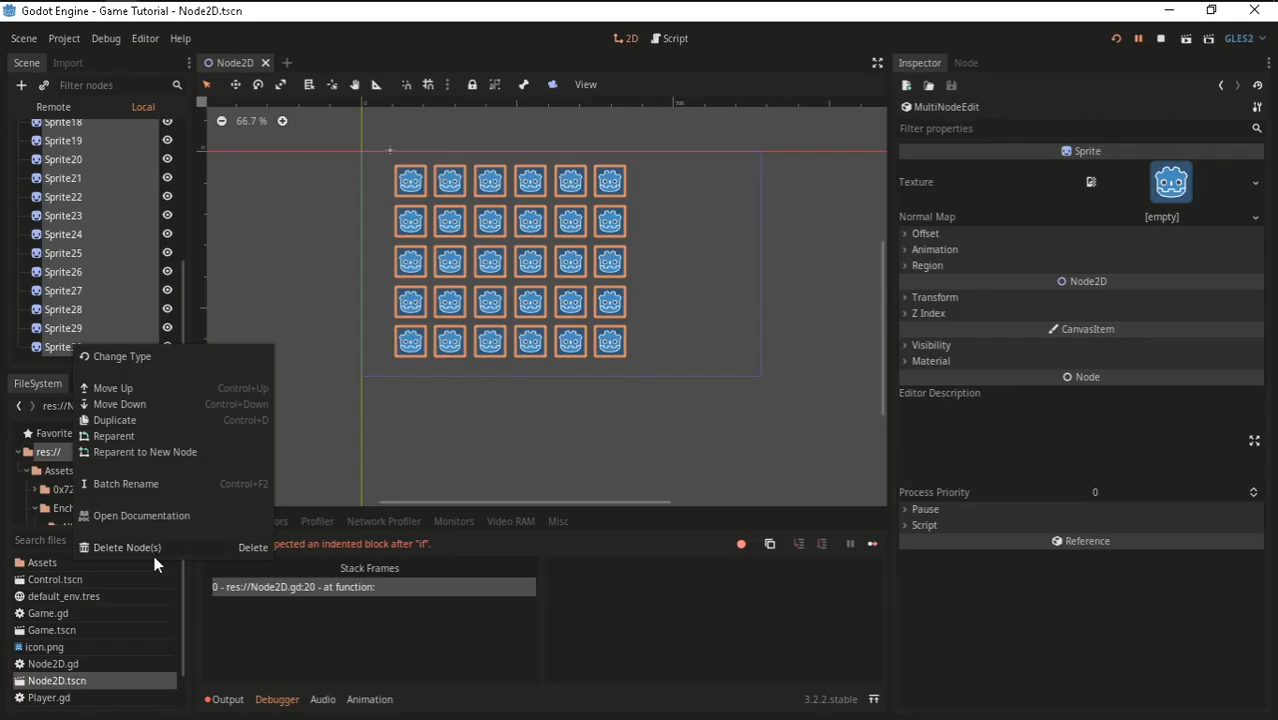 Godot Engine - Game Tutorial - Node2D.tscn
Scene Project Debug Editor Help
2D Script
GLES2
Scene Import
Node2D
Inspector Node
Filter nodes
View
Remote Local
MultiNodeEdit
66.7 %
Filter properties
Sprite18
Sprite19
Sprite20
Sprite21
Sprite22
Sprite23
Sprite24
Sprite25
Sprite26
Sprite27
Sprite28
Sprite29
Sprite
0
500
Sprite
Texture
Normal Map [empty]
Offset
Animation
Region
Node2D
Transform
Z Index
CanvasItem
Visibility
Material
Node
Editor Description
Process Priority 0
Pause
Script
Reference
Change Type
Move Up Control+Up
Move Down Control+Down
Duplicate Control+D
Reparent
Reparent to New Node
Batch Rename Control+F2
Open Documentation
Delete Node(s) Delete
FileSystem
res://N
Favorite
res://
Assets
0x72
Ench
Search files
Assets
Control.tscn
default_env.tres
Game.gd
Game.tscn
icon.png
Node2D.gd
Node2D.tscn
Player.gd
ors Profiler Network Profiler Monitors Video RAM Misc
pected an indented block after "if".
Stack Frames
0 - res://Node2D.gd:20 - at function:
Output Debugger Audio Animation
3.2.2.stable